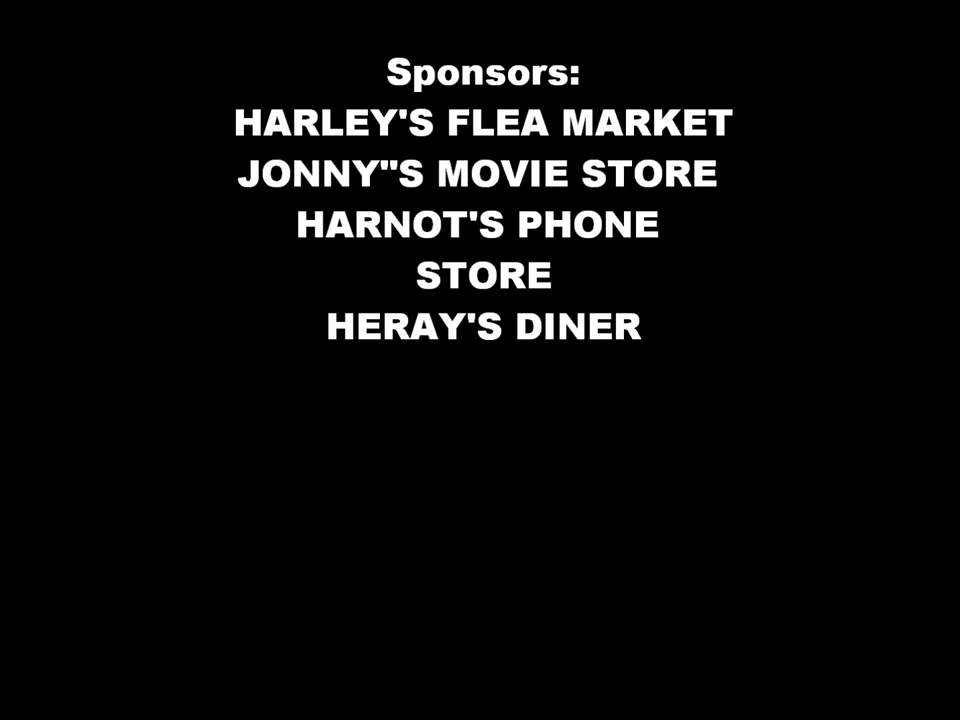 Sponsors:
HARLEY'S FLEA MARKET
JONNY"S MOVIE STORE
HARNOT'S PHONE
STORE
HERAY'S DINER